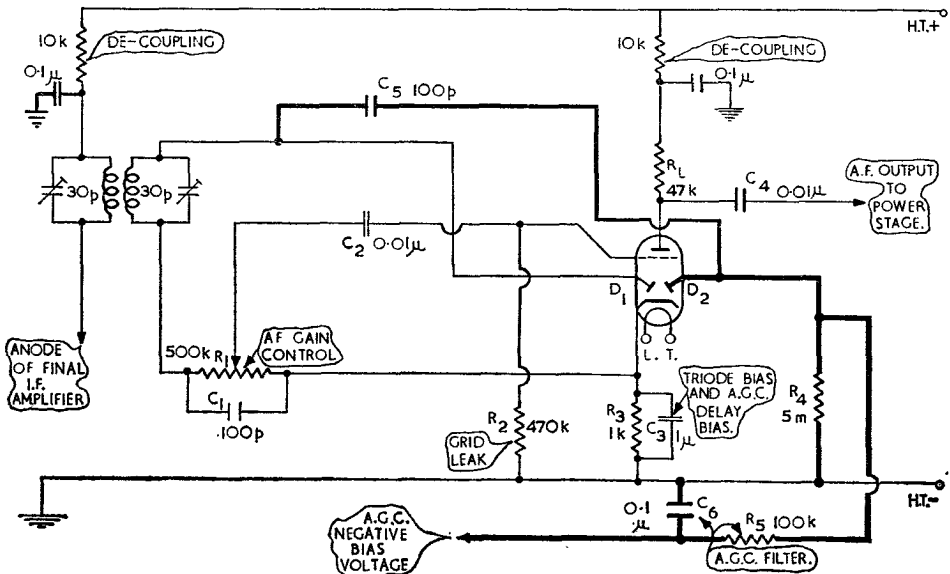 H.T.+
10k
DE-COUPLING
0·1μ
10k
DE-COUPLING
0·1μ
C5 100p
30p
30p
RL
47k
C4 0·01μ
A.F. OUTPUT
TO
POWER
STAGE.
C2 0·01μ
D1
D2
L. T.
ANODE
OF FINAL
I.F.
AMPLIFIER
500k
R1
AF GAIN
CONTROL
C1
.100p
R2
470k
GRID
LEAK
R3
1k
C3
1μ
TRIODE BIAS
AND A.G.C.
DELAY
BIAS.
R4
5m
H.T.-
0·1
μ
C6
R5 100k
A.G.C. FILTER.
A.G.C.
NEGATIVE
BIAS
VOLTAGE